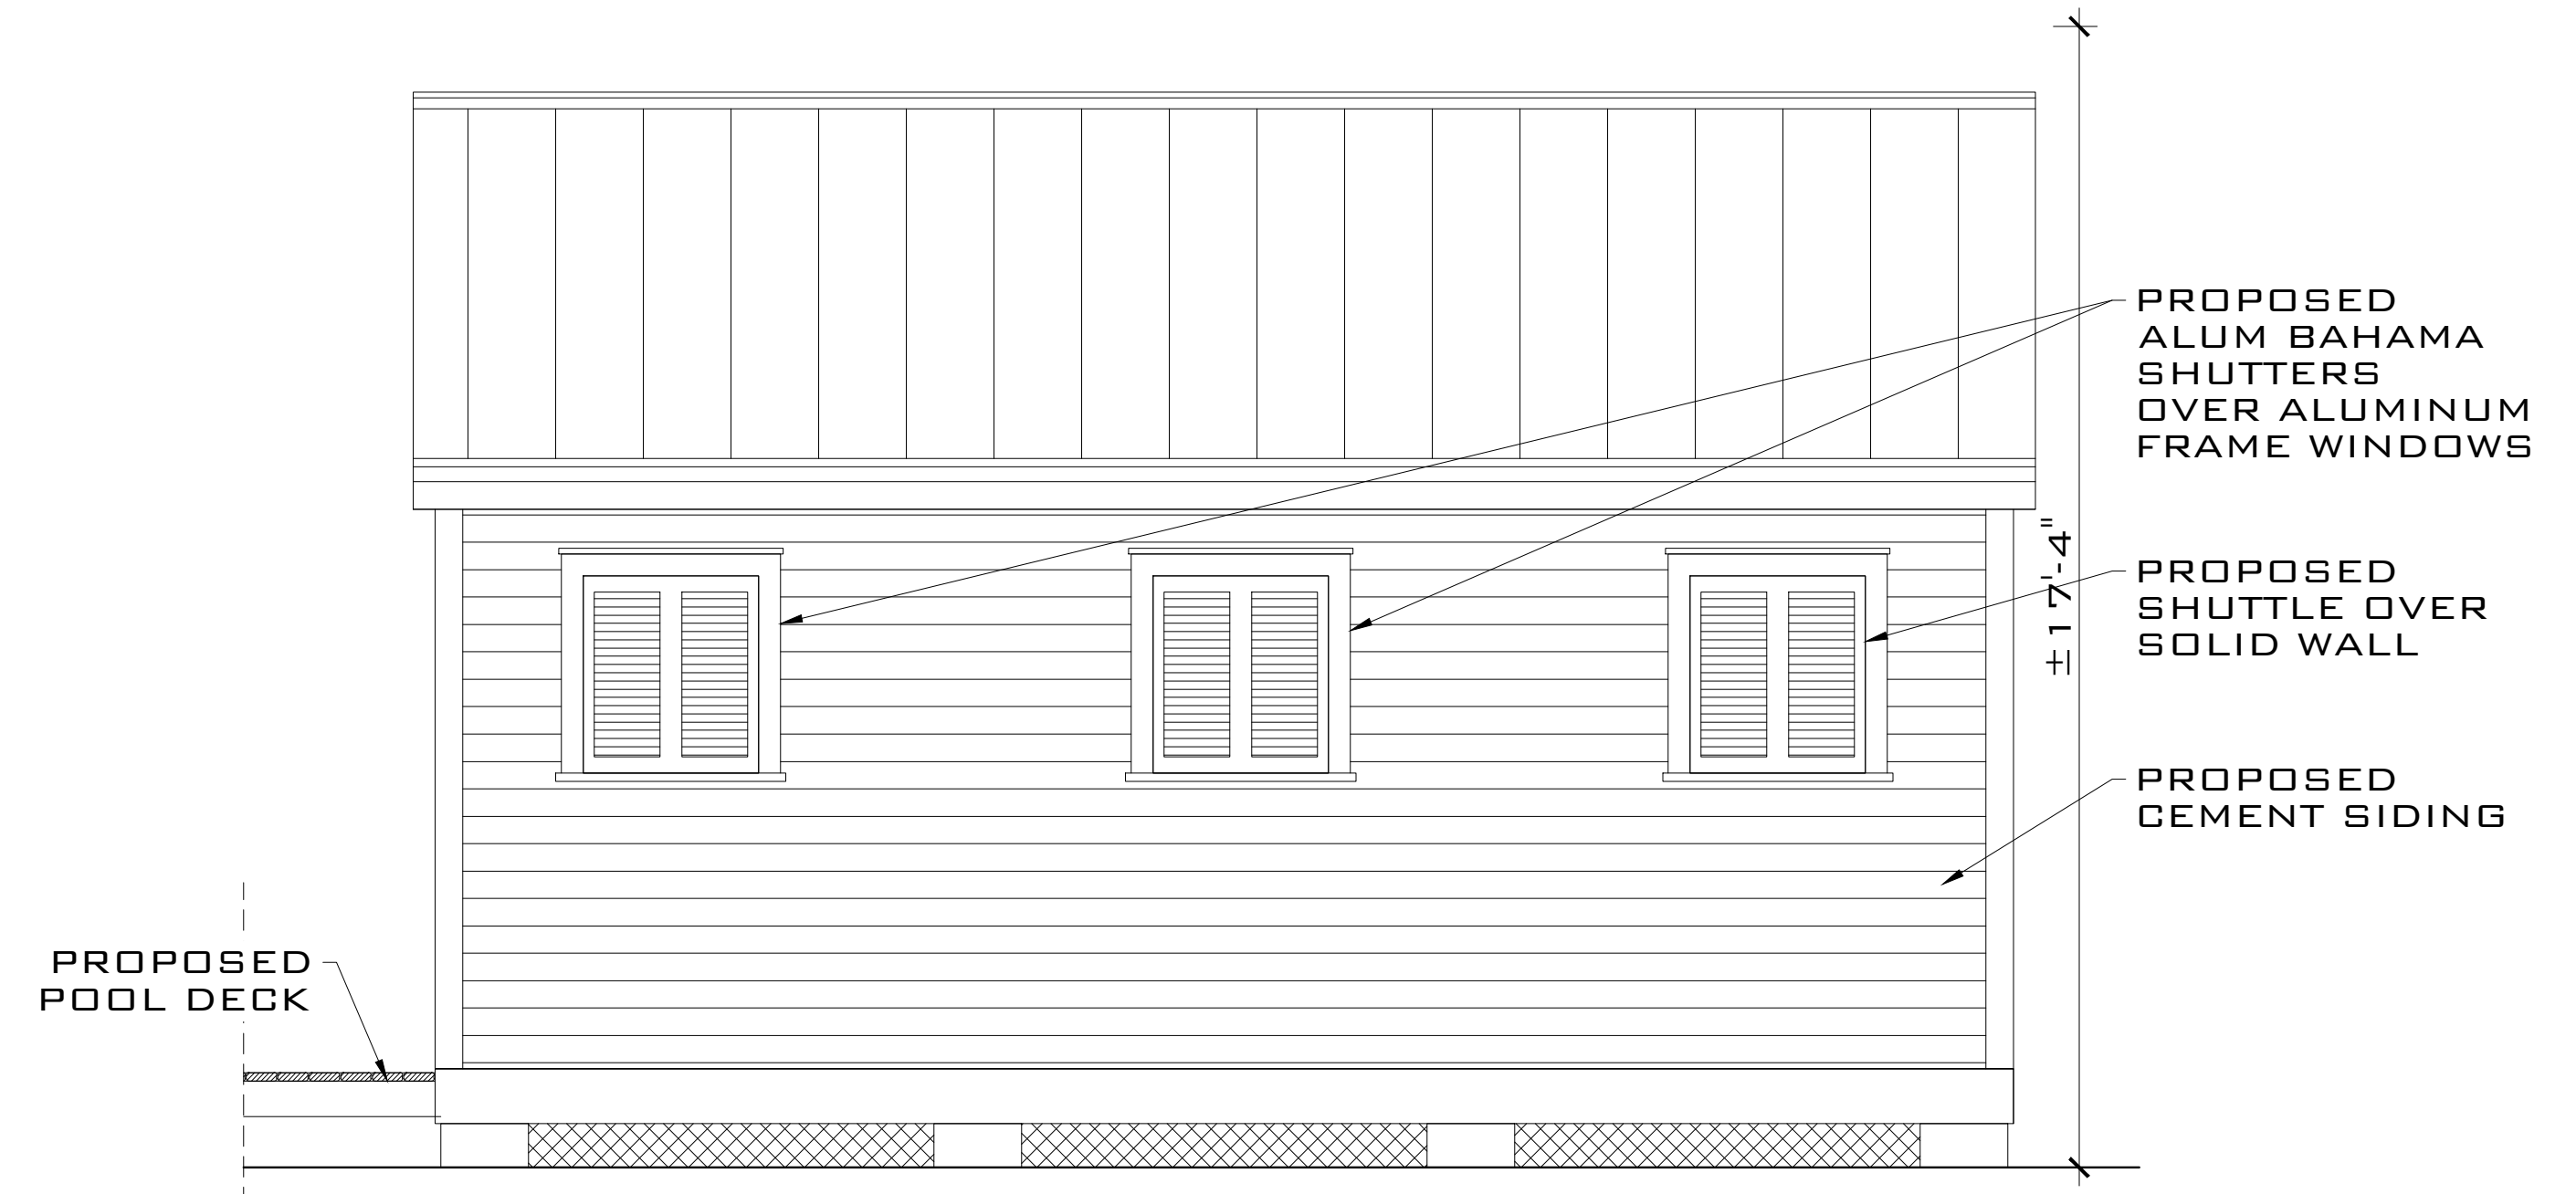 PROPOSED
ALUM BAHAMA
SHUTTERS
OVER ALUMINUM
FRAME WINDOWS
±17'-4"
PROPOSED
SHUTTLE OVER
SOLID WALL
PROPOSED
CEMENT SIDING
PROPOSED
POOL DECK